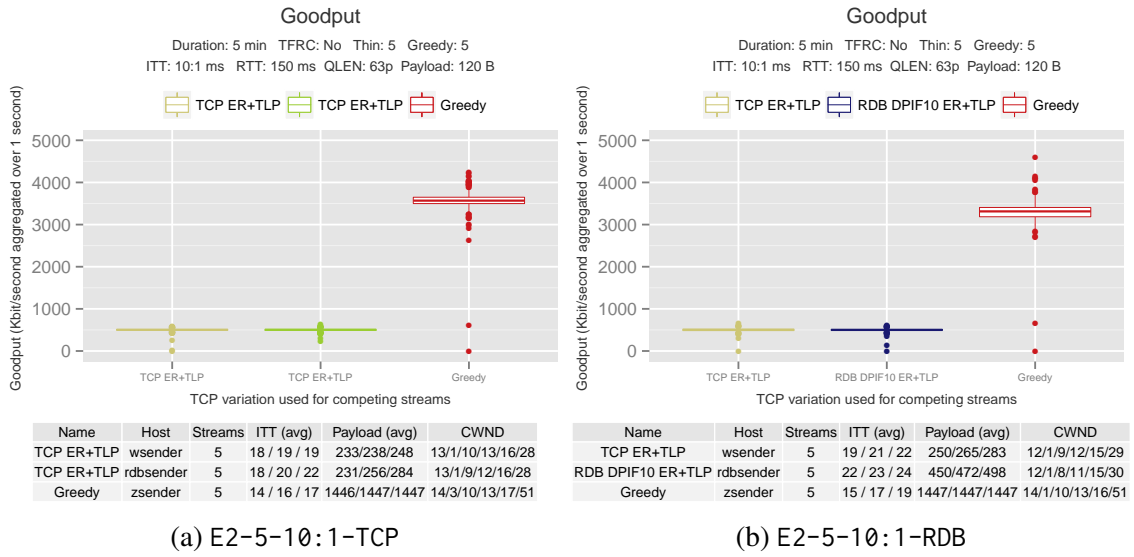 Goodput
Duration: 5 min TFRC: No Thin: 5 Greedy: 5
ITT: 10:1 ms RTT: 150 ms QLEN: 63p Payload: 120 B
TCP ER+TLP TCP ER+TLP Greedy
Goodput (Kbit/second aggregated over 1 second)
5000
4000
3000
2000
1000
0
TCP ER+TLP TCP ER+TLP Greedy
TCP variation used for competing streams
Name Host Streams ITT (avg) Payload (avg) CWND
TCP ER+TLP wsender 5 18 / 19 / 19 233/238/248 13/1/10/13/16/28
TCP ER+TLP rdbsender 5 18 / 20 / 22 231/256/284 13/1/9/12/16/28
Greedy zsender 5 14 / 16 / 17 1446/1447/1447 14/3/10/13/17/51
(a) E2-5-10:1-TCP
Goodput
Duration: 5 min TFRC: No Thin: 5 Greedy: 5
ITT: 10:1 ms RTT: 150 ms QLEN: 63p Payload: 120 B
TCP ER+TLP RDB DPIF10 ER+TLP Greedy
Goodput (Kbit/second aggregated over 1 second)
5000
4000
3000
2000
1000
0
TCP ER+TLP RDB DPIF10 ER+TLP Greedy
TCP variation used for competing streams
Name Host Streams ITT (avg) Payload (avg) CWND
TCP ER+TLP wsender 5 19 / 21 / 22 250/265/283 12/1/9/12/15/29
RDB DPIF10 ER+TLP rdbsender 5 22 / 23 / 24 450/472/498 12/1/8/11/15/30
Greedy zsender 5 15 / 17 / 19 1447/1447/1447 14/1/10/13/16/51
(b) E2-5-10:1-RDB